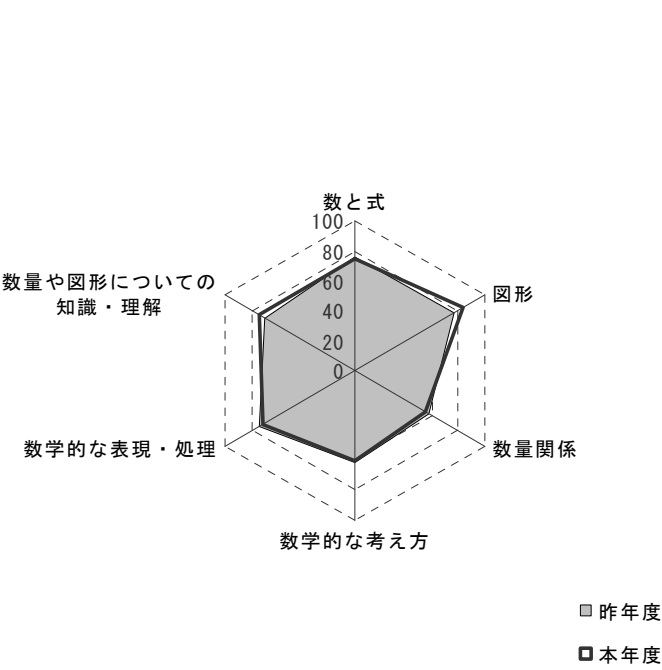 数と式
100
80
60
40
20
0
図形
数量関係
数学的な考え方
数学的な表現・処理
数量や図形についての
知識・理解
昨年度
本年度